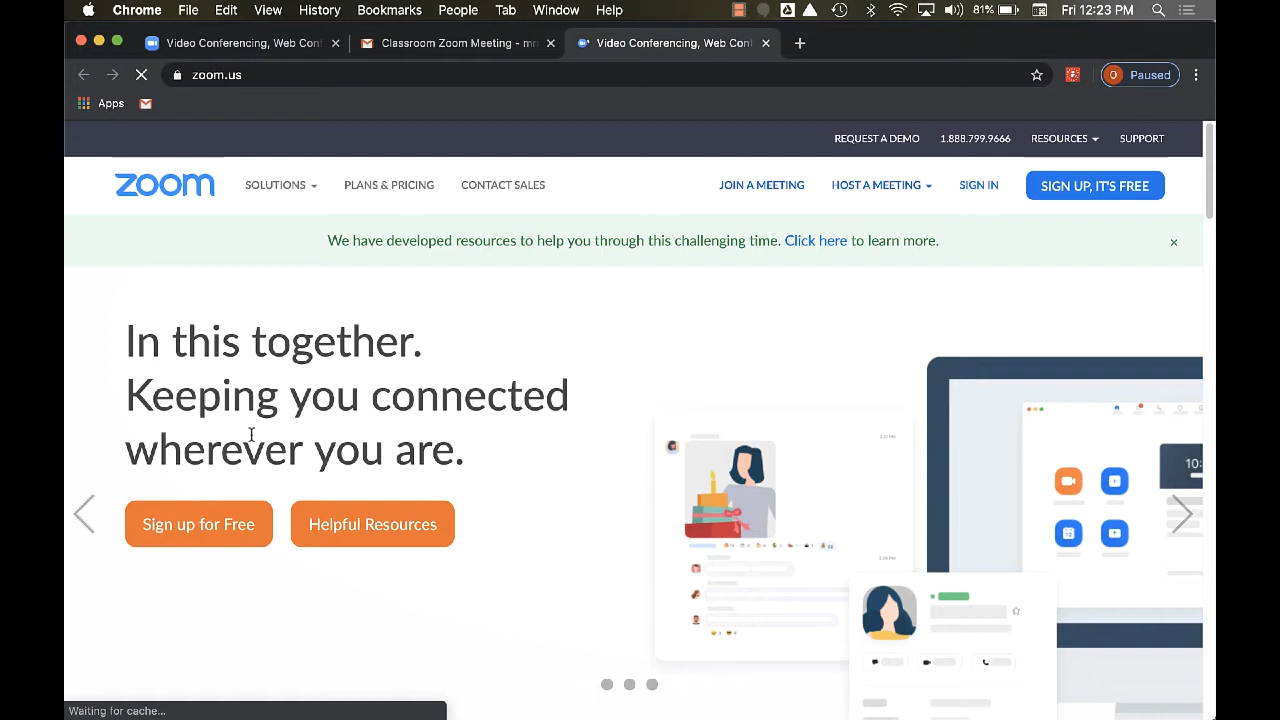 Chrome File Edit View History Bookmarks People Tab Window Help 81% Fri 12:23 PM
Video Conferencing, Web Conf Classroom Zoom Meeting - mr Video Conferencing, Web Conf
zoom.us Paused
Apps
REQUEST A DEMO 1.888.799.9666 RESOURCES SUPPORT
zoom SOLUTIONS PLANS & PRICING CONTACT SALES JOIN A MEETING HOST A MEETING SIGN IN SIGN UP, IT'S FREE
We have developed resources to help you through this challenging time. Click here to learn more.
In this together.
Keeping you connected
wherever you are.
Sign up for Free Helpful Resources
10:
Waiting for cache...